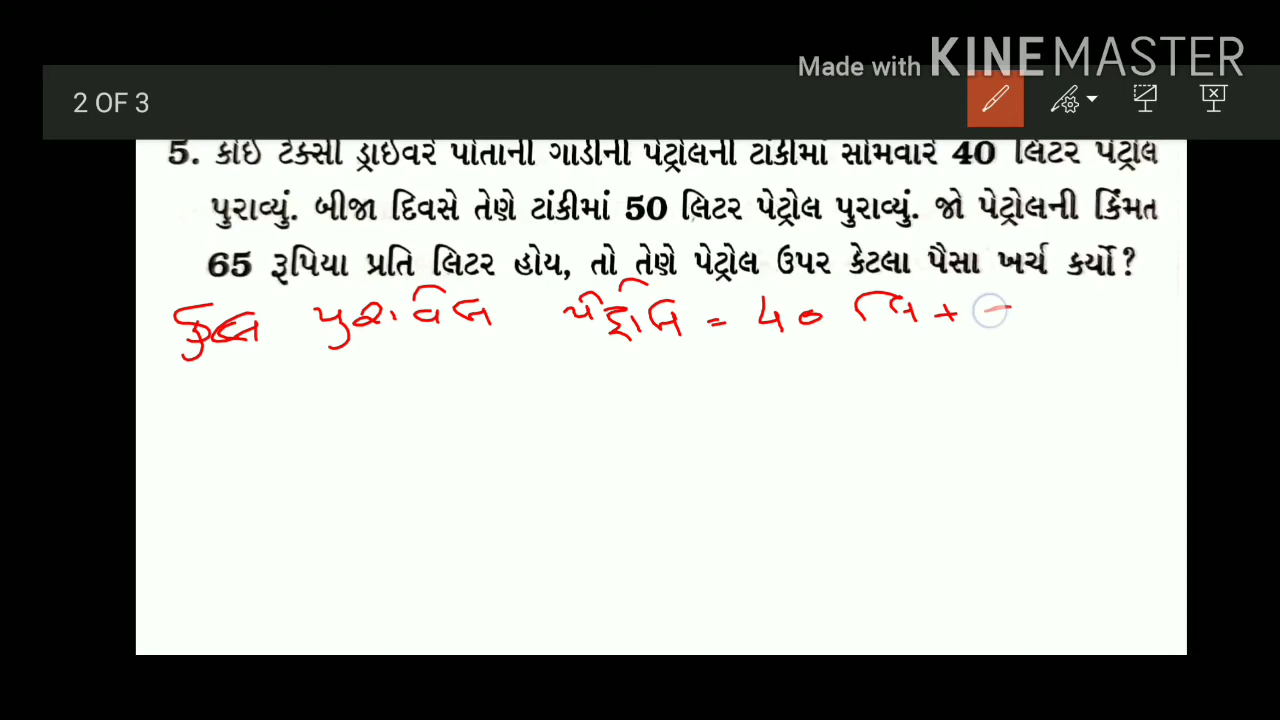 Made with KINEMASTER
2 OF 3
5. કોઇ ટેક્સી ડ્રાઇવરે પોતાની ગાડીની પેટ્રોલની ટાંકીમાં સોમવારે 40 લિટર પેટ્રોલ
પુરાવ્યું. બીજા દિવસે તેણે ટાંકીમાં 50 લિટર પેટ્રોલ પુરાવ્યું. જો પેટ્રોલની કિંમત
65 રૂપિયા પ્રતિ લિટર હોય, તો તેણે પેટ્રોલ ઉપર કેટલા પૈસા ખર્ચ કર્યો?
કુલ પુરાવેલ પેટ્રોલ = 40 લિ +